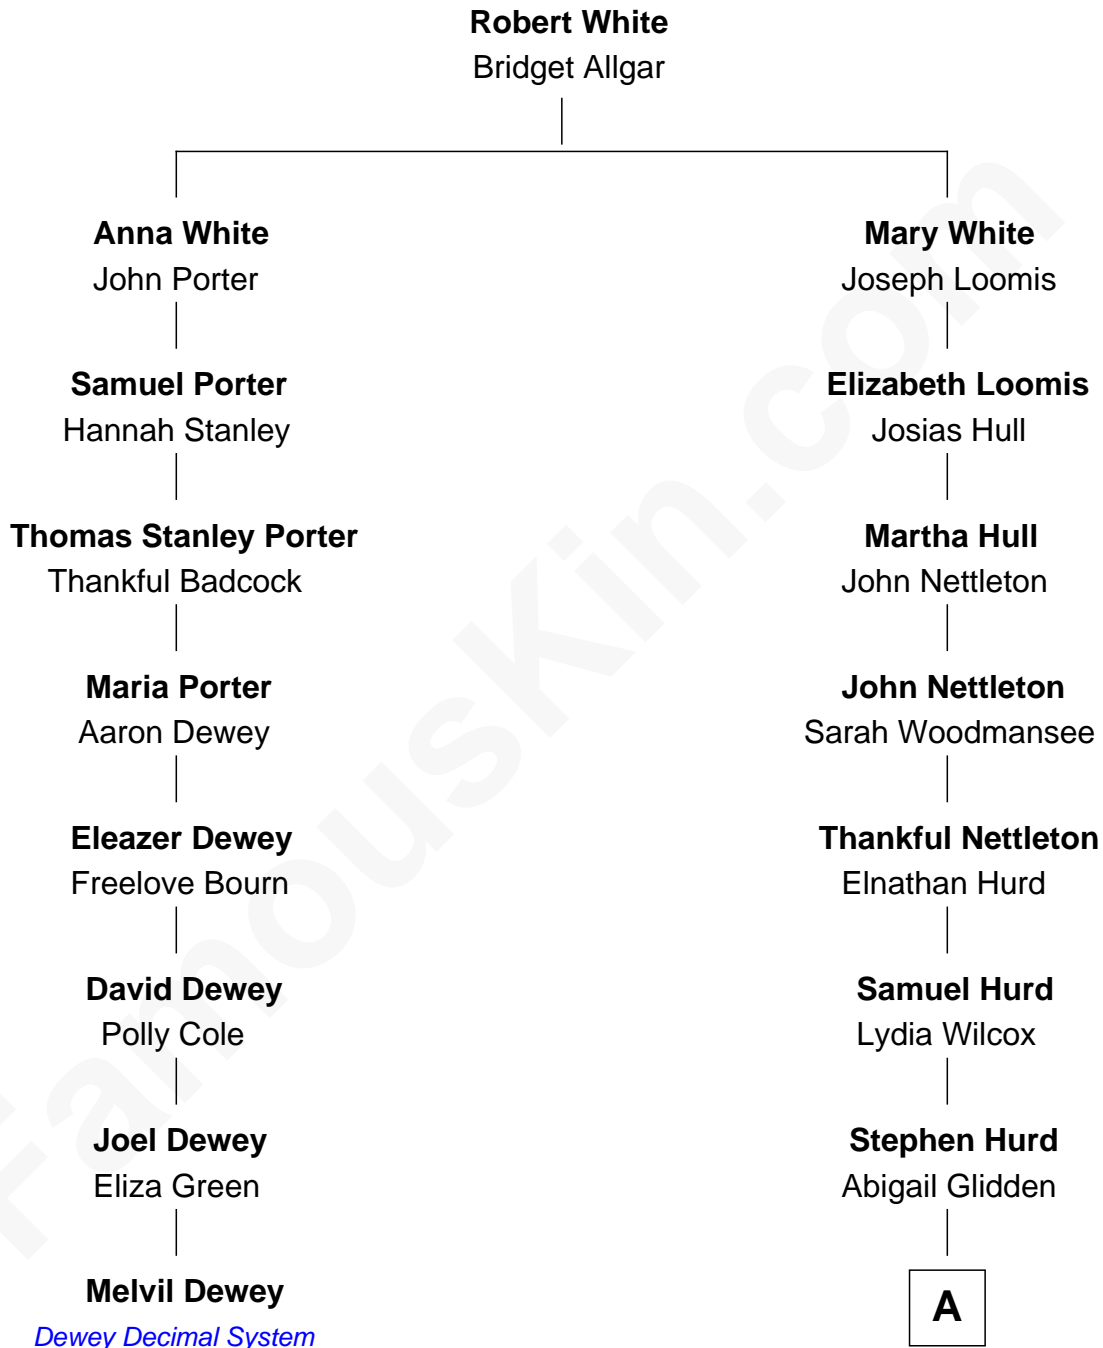 Robert White
Bridget Allgar
Anna White
John Porter
Mary White
Joseph Loomis
Samuel Porter
Hannah Stanley
Elizabeth Loomis
Josias Hull
Thomas Stanley Porter
Thankful Badcock
Martha Hull
John Nettleton
Maria Porter
Aaron Dewey
John Nettleton
Sarah Woodmansee
Eleazer Dewey
Freelove Bourn
Thankful Nettleton
Elnathan Hurd
David Dewey
Polly Cole
Samuel Hurd
Lydia Wilcox
Joel Dewey
Eliza Green
Stephen Hurd
Abigail Glidden
Melvil Dewey
Dewey Decimal System
A
FamousKin.com